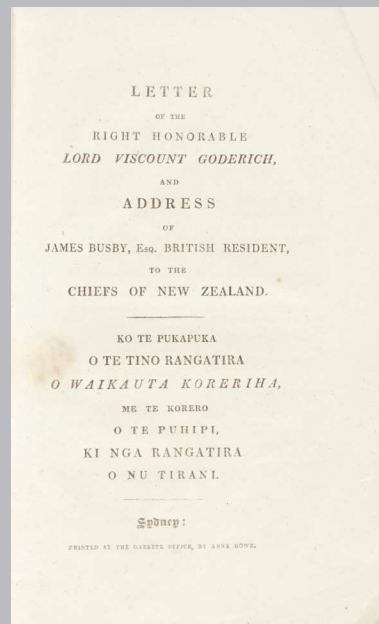 LETTER
OF THE
RIGHT HONORABLE
LORD VISCOUNT GODERICH,
AND
ADDRESS
OF
JAMES BUSBY, Esq. BRITISH RESIDENT,
TO THE
CHIEFS OF NEW ZEALAND.
KO TE PUKAPUKA
O TE TINO RANGATIRA
O WAIKAUTA KORERIHA,
ME TE KORERO
O TE PUHIPI,
KI NGA RANGATIRA
O NU TIRANI.
Sydney:
PRINTED AT THE GAZETTE OFFICE, BY ANNE HOWE.